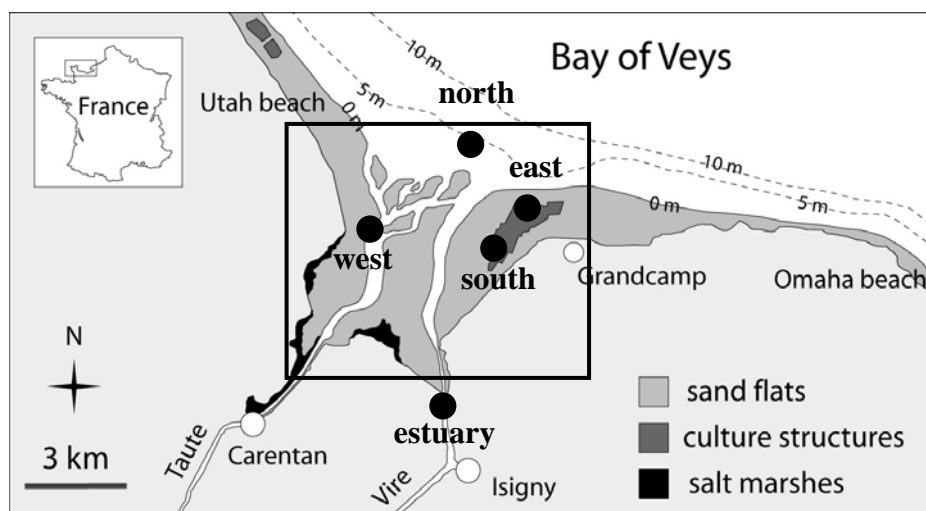 Bay of Veys
10 m
5 m
north
France
Utah beach
0 m
east
10 m
5 m
0 m
west
south
Grandcamp
Omaha beach
N
sand flats
estuary
culture structures
3 km
Taute
Carentan
Vire
Isigny
salt marshes